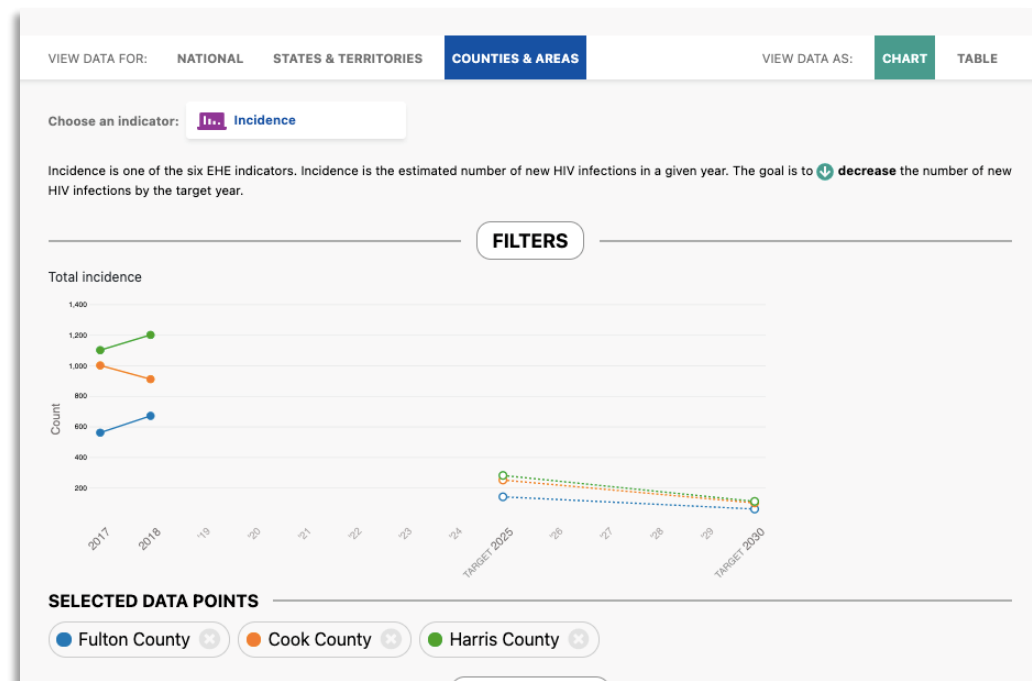 VIEW DATA FOR: NATIONAL STATES & TERRITORIES COUNTIES & AREAS VIEW DATA AS: CHART TABLE
Choose an indicator: Incidence
Incidence is one of the six EHE indicators. Incidence is the estimated number of new HIV infections in a given year. The goal is to decrease the number of new
HIV infections by the target year.
FILTERS
Total incidence
1,400
1,200
1,000
800
600
400
200
Count
2017 2018 '19 '20 '21 '22 '23 '24 TARGET 2025 '26 '27 '28 '29 TARGET 2030
SELECTED DATA POINTS
Fulton County Cook County Harris County